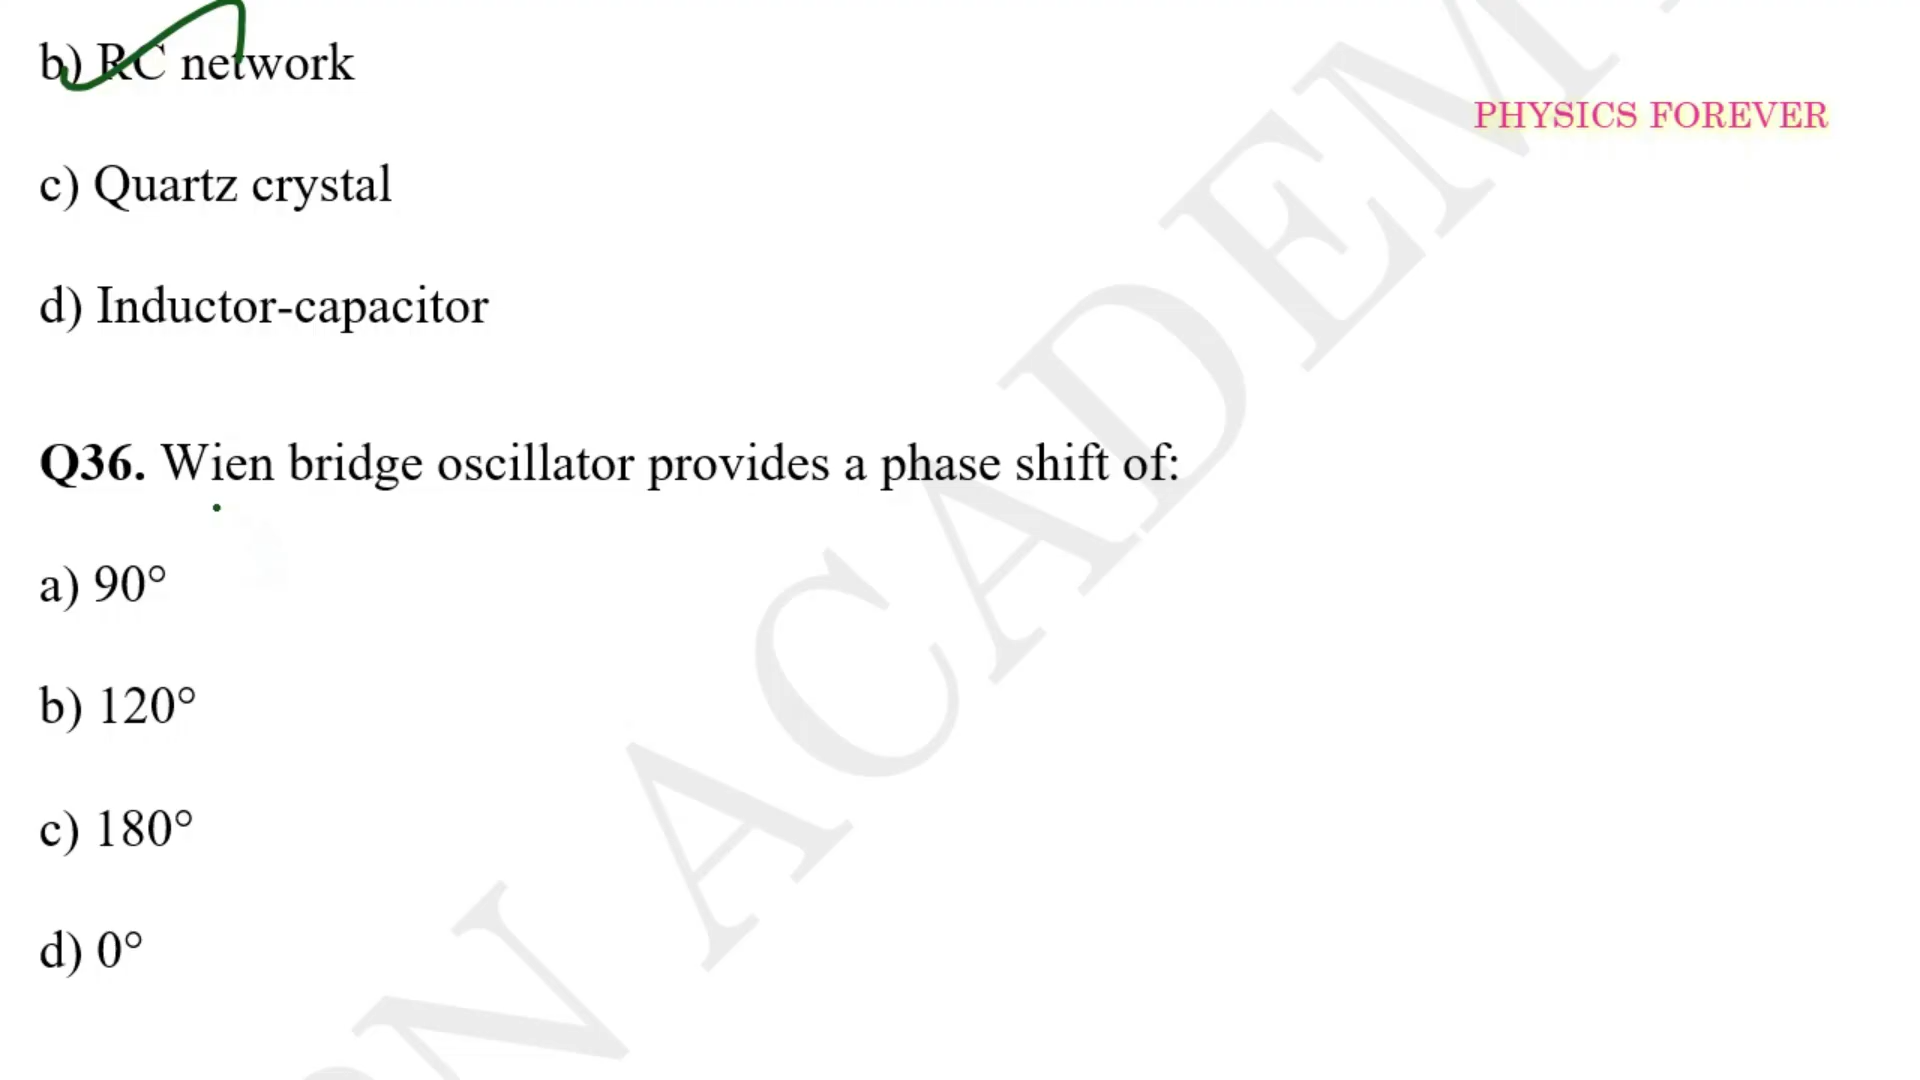 b) RC network
PHYSICS FOREVER
c) Quartz crystal
d) Inductor-capacitor
Q36. Wien bridge oscillator provides a phase shift of:
a) 90°
b) 120°
c) 180°
d) 0°
N ACADEM